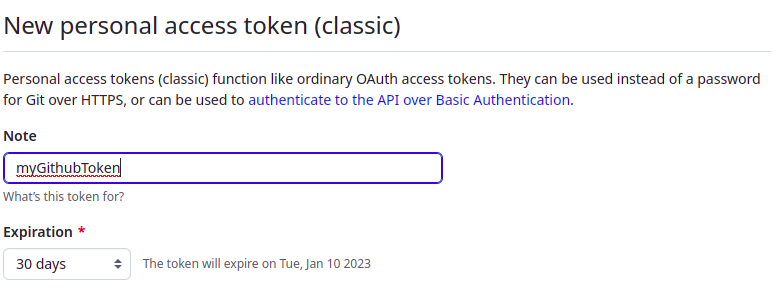 New personal access token (classic)
Personal access tokens (classic) function like ordinary OAuth access tokens. They can be used instead of a password
for Git over HTTPS, or can be used to authenticate to the API over Basic Authentication.
Note
myGithubToken
What's this token for?
Expiration *
30 days The token will expire on Tue, Jan 10 2023